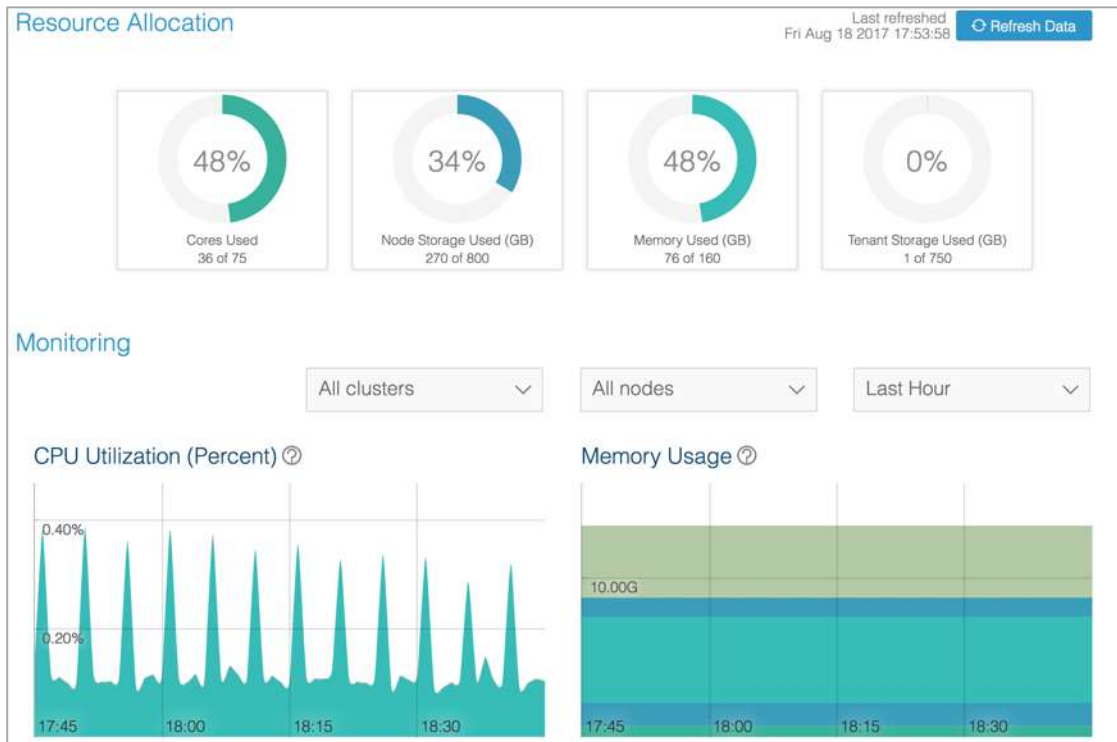 Resource Allocation
Last refreshed
Fri Aug 18 2017 17:53:58
Refresh Data
48%
Cores Used
36 of 75
34%
Node Storage Used (GB)
270 of 800
48%
Memory Used (GB)
76 of 160
0%
Tenant Storage Used (GB)
1 of 750
Monitoring
All clusters
All nodes
Last Hour
CPU Utilization (Percent) ?
0.40%
0.20%
17:45 18:00 18:15 18:30
Memory Usage ?
10.00G
17:45 18:00 18:15 18:30